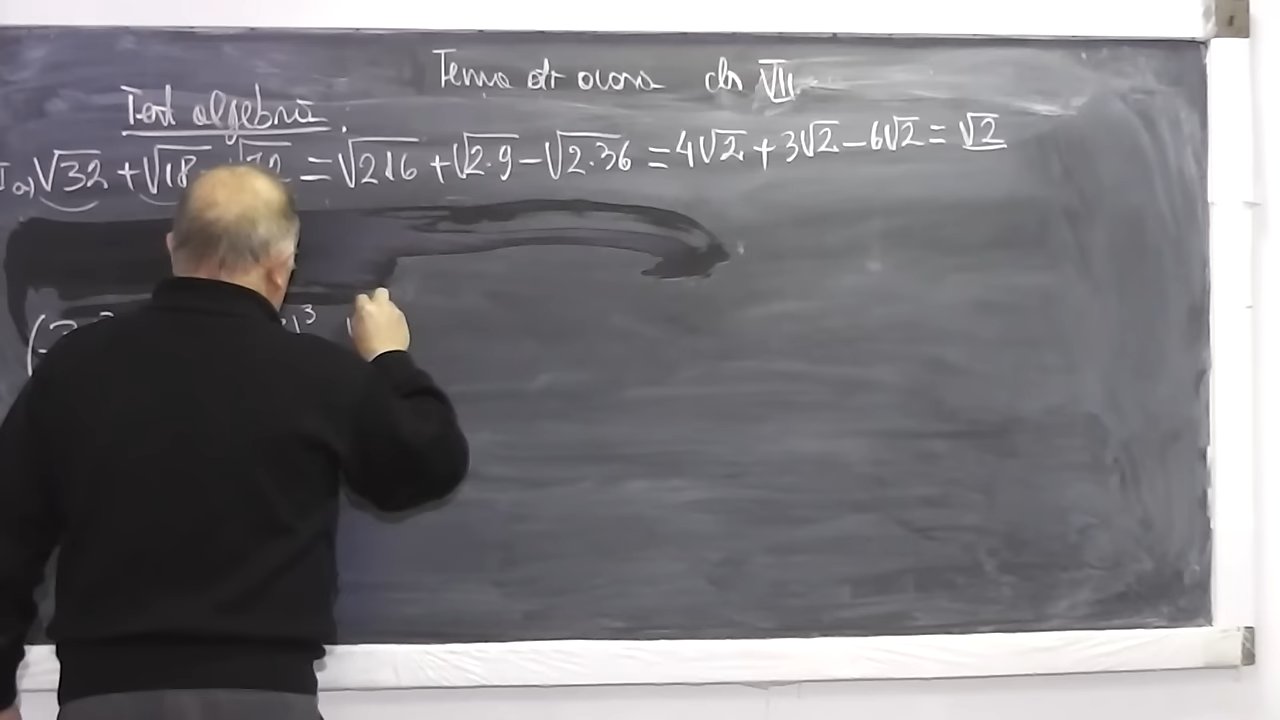 Tema de acasa cls VII
Test algebră.
I a) √32 + √18 - √72 = √2·16 + √2·9 - √2·36 = 4√2 + 3√2 - 6√2 = √2